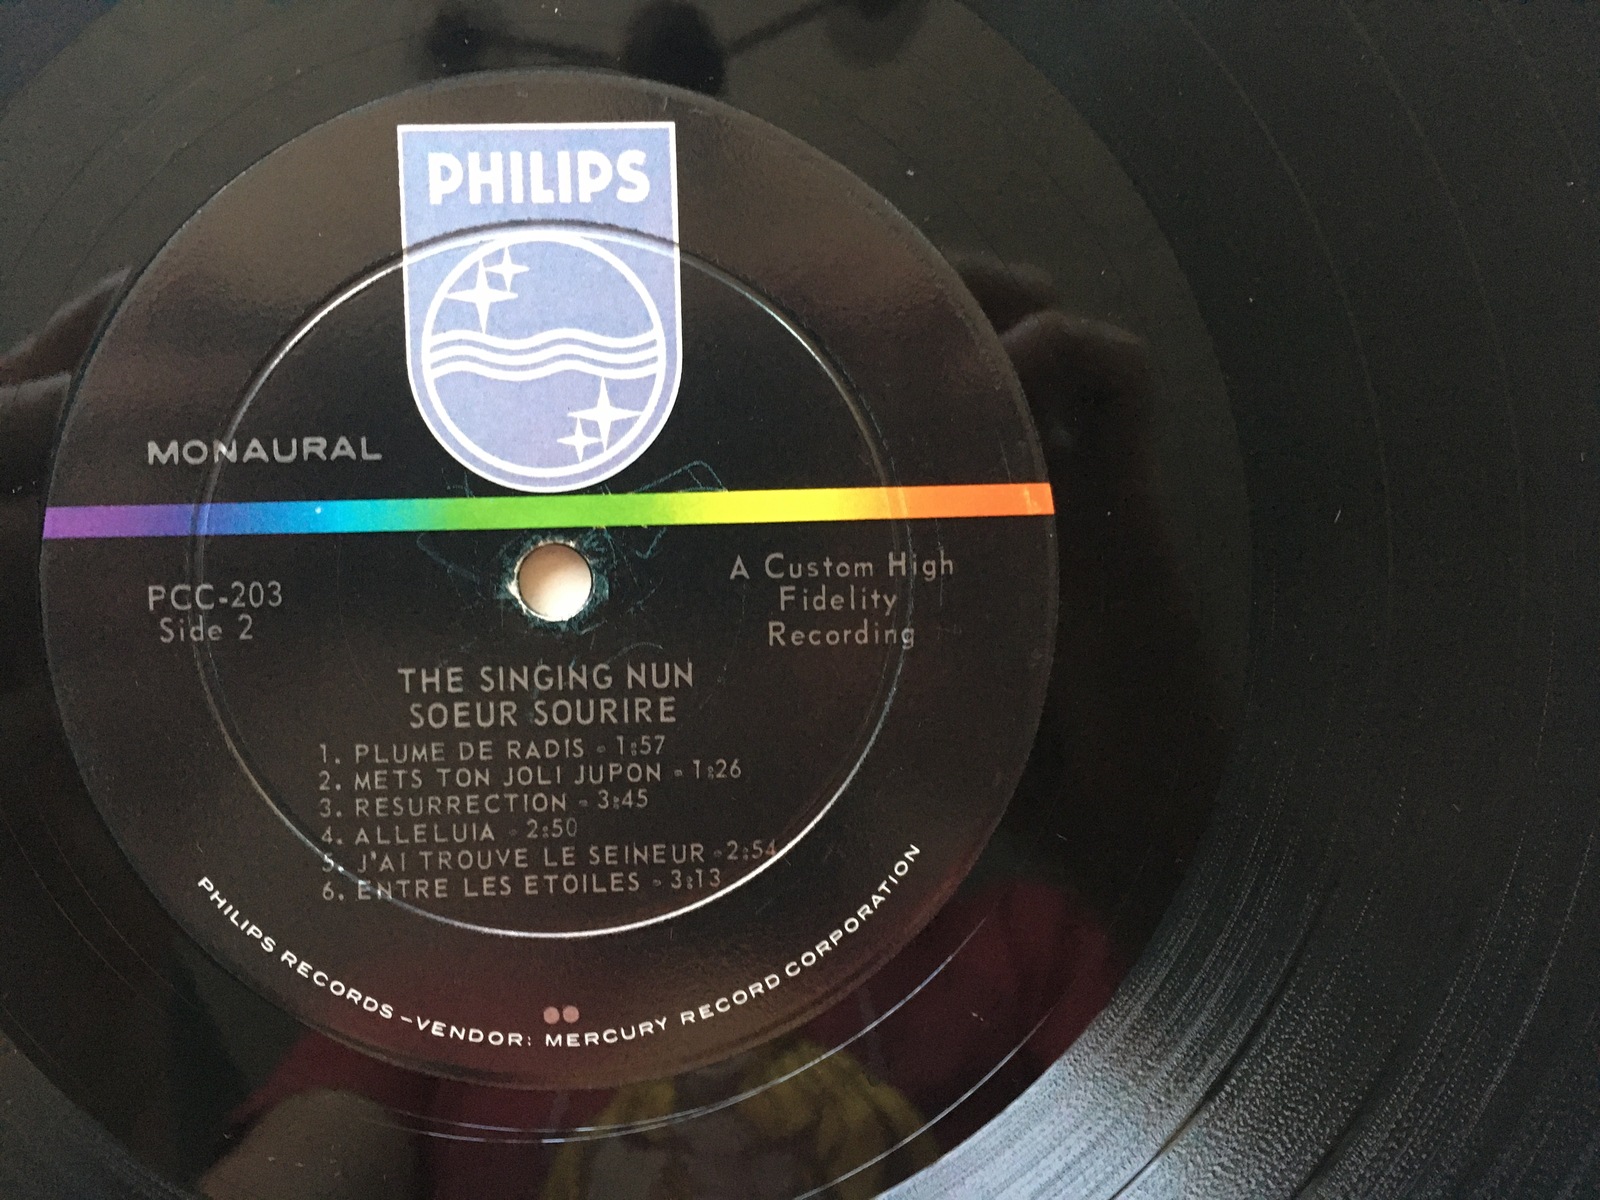 PHILIPS
MONAURAL
PCC-203
Side 2
A Custom High
Fidelity
Recording
THE SINGING NUN
SOEUR SOURIRE
1. PLUME DE RADIS - 1:57
2. METS TON JOLI JUPON - 1:26
3. RESURRECTION - 3:45
4. ALLELUIA - 2:50
5. J'AI TROUVE LE SEINEUR - 2:54
6. ENTRE LES ETOILES - 3:13
PHILIPS RECORDS - VENDOR: MERCURY RECORD CORPORATION